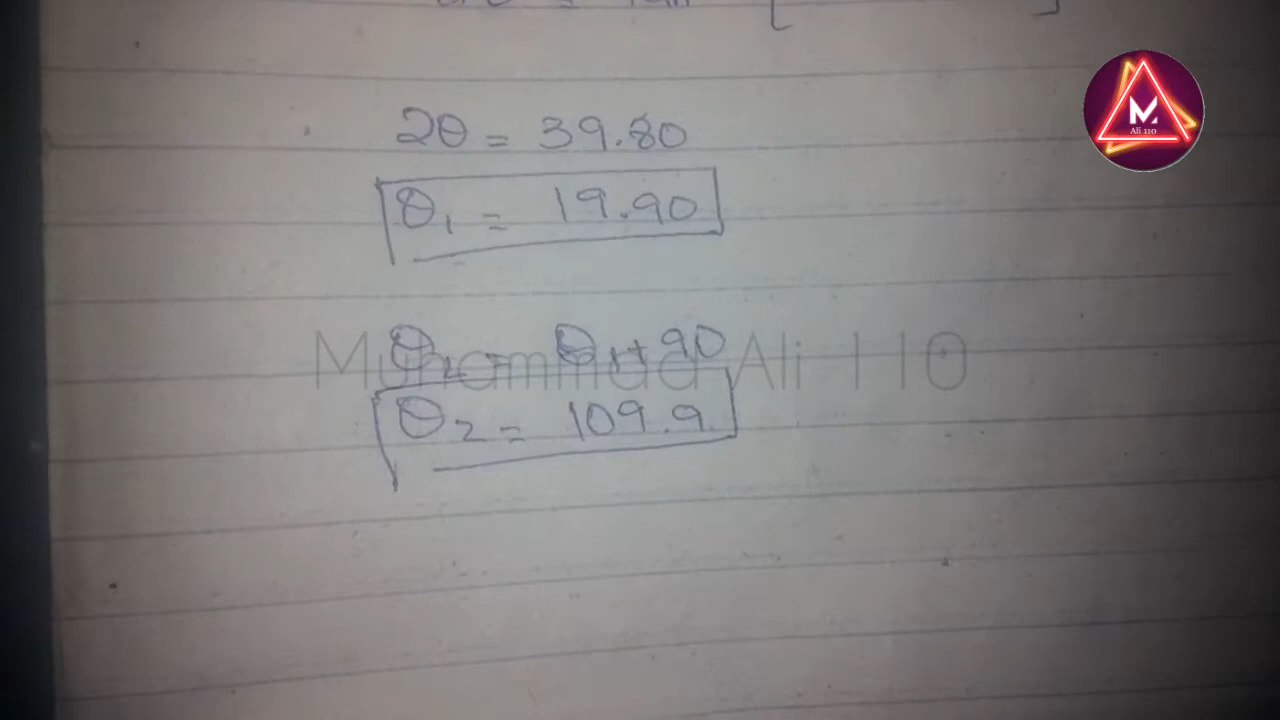 2θ = 39.80
θ1 = 19.90
θ2 = θ1 + 90
θ2 = 109.9
Muhammad Ali 110
M
Ali 110